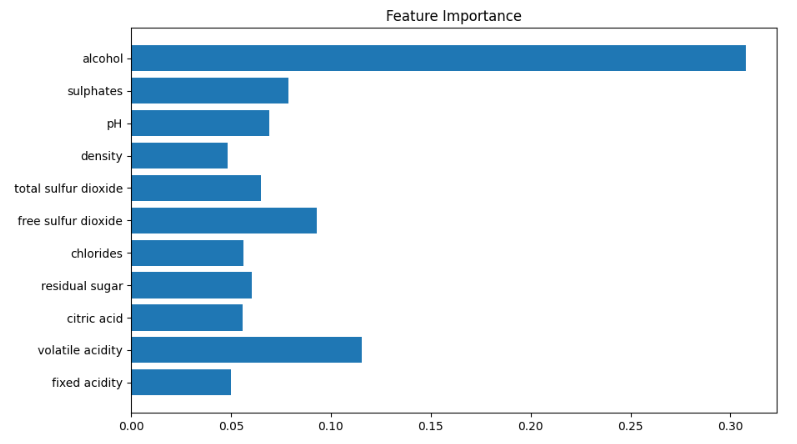 Feature Importance
alcohol
sulphates
pH
density
total sulfur dioxide
free sulfur dioxide
chlorides
residual sugar
citric acid
volatile acidity
fixed acidity
0.00 0.05 0.10 0.15 0.20 0.25 0.30